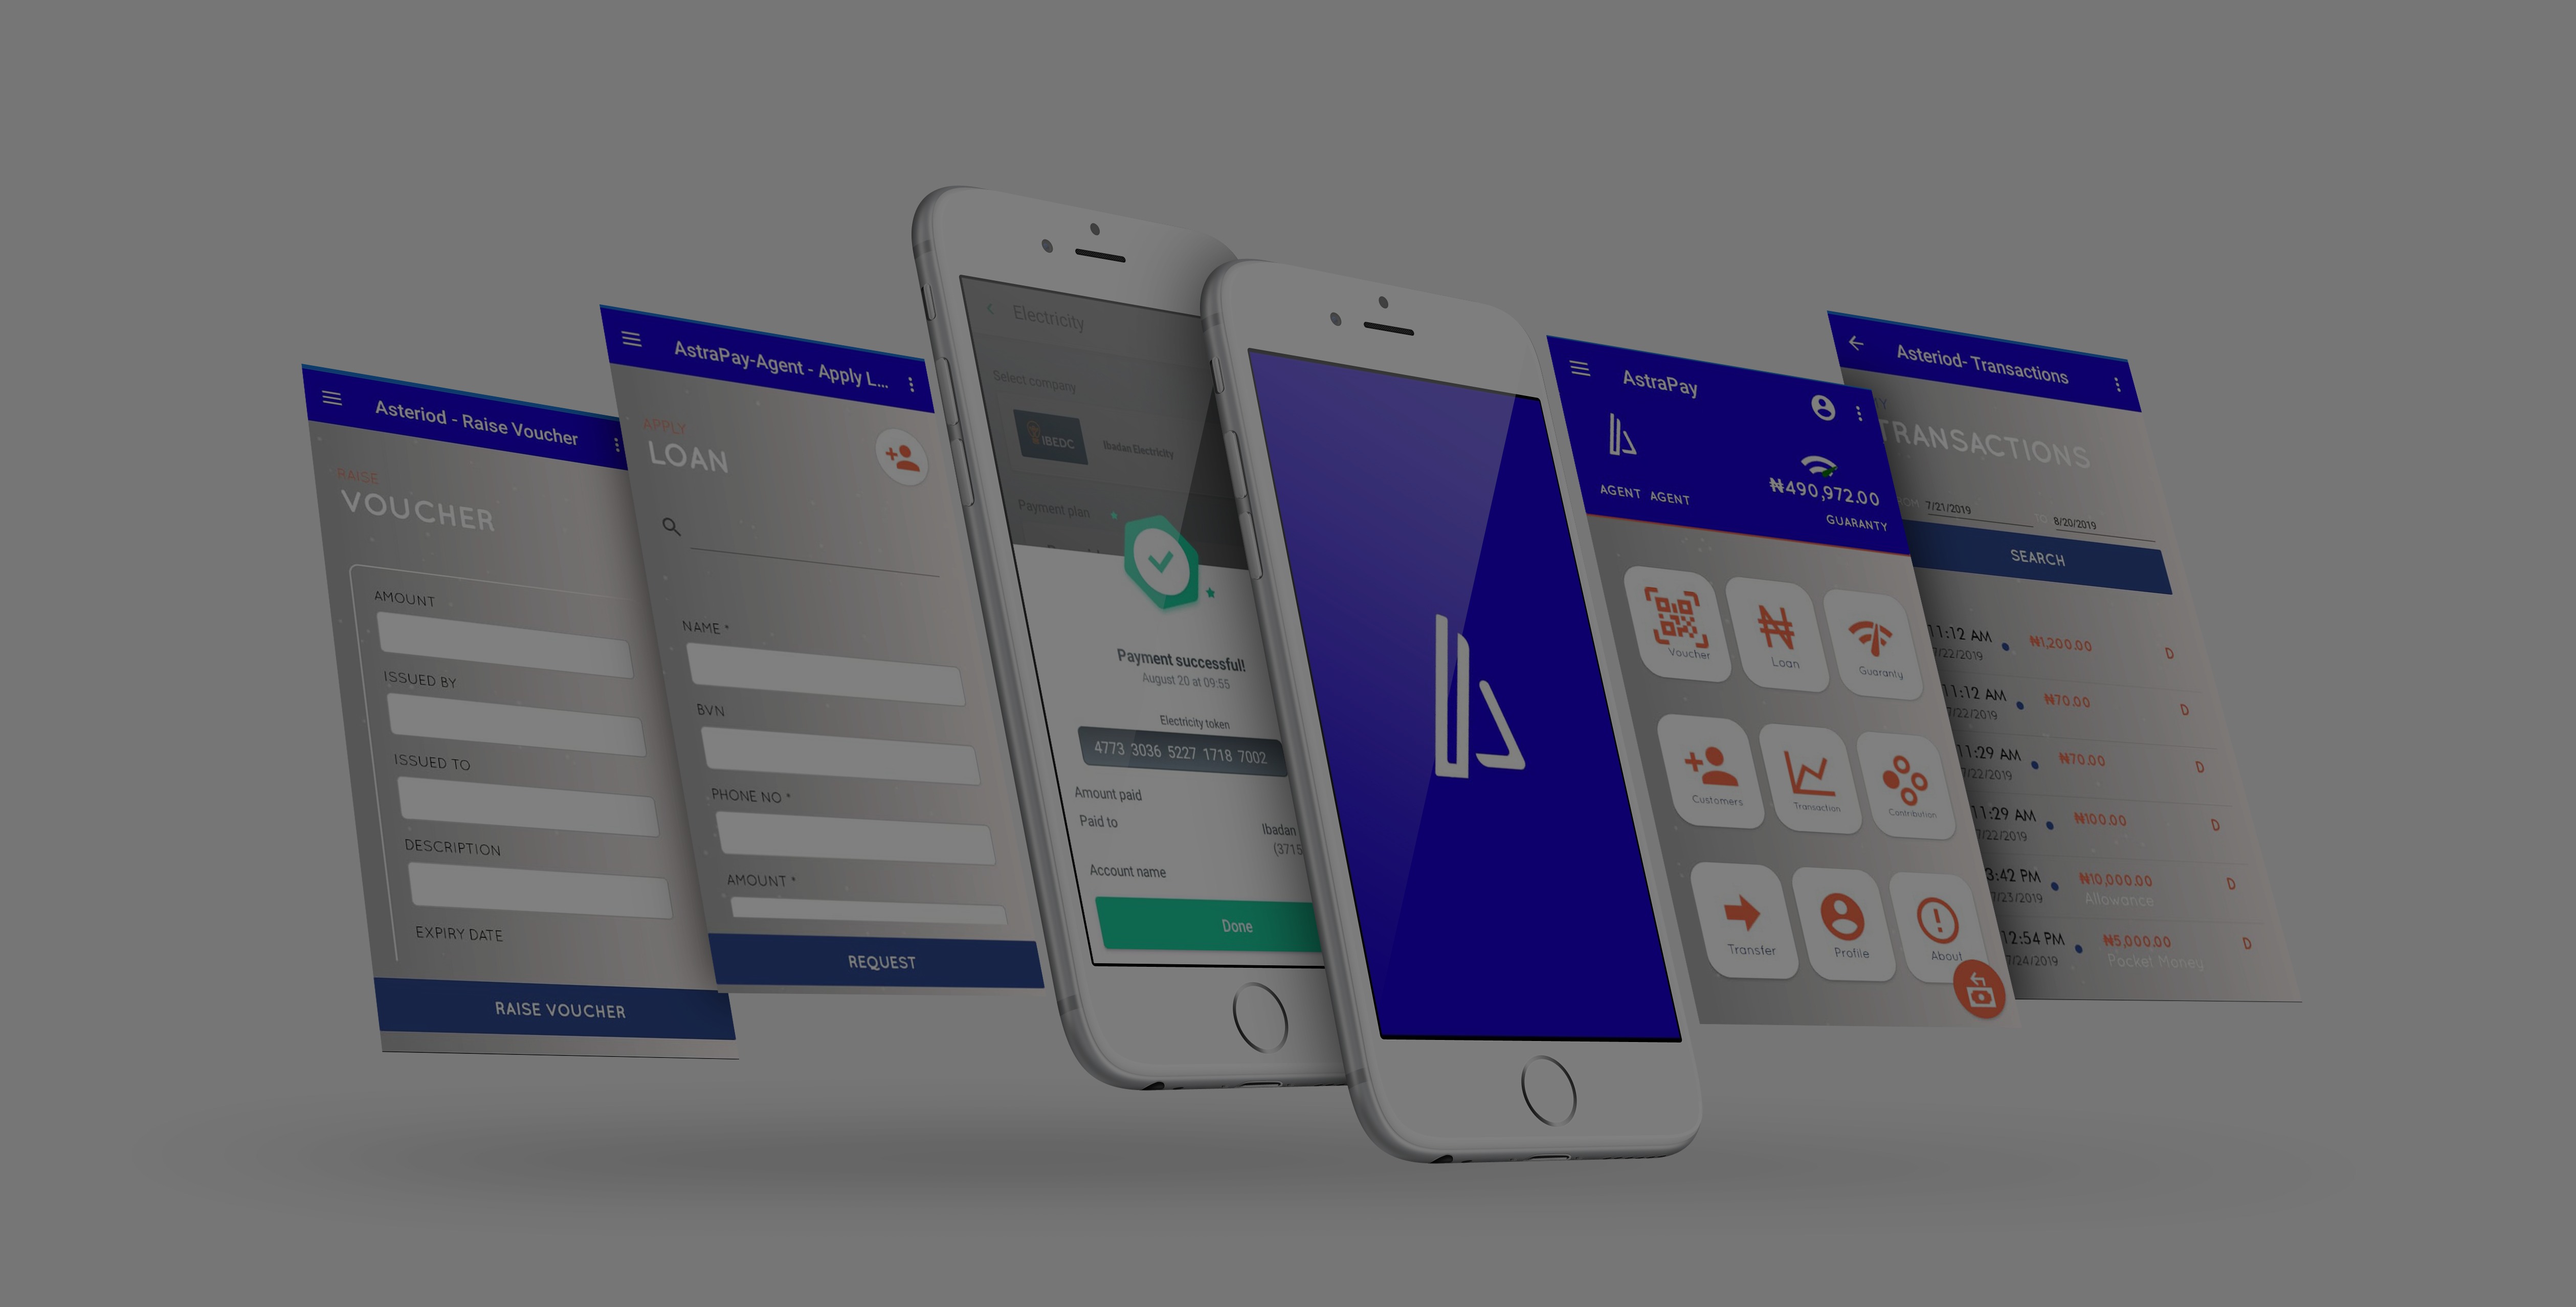 Asteriod - Raise Voucher
RAISE
VOUCHER
AMOUNT
ISSUED BY
ISSUED TO
DESCRIPTION
EXPIRY DATE
RAISE VOUCHER
AstraPay-Agent - Apply L...
APPLY
LOAN
NAME *
BVN
PHONE NO *
AMOUNT *
REQUEST
Electricity
Select company
IBEDC
Ibadan Electricity
Payment plan
Payment successful!
August 20 at 09:55
Electricity token
4773 3036 5227 1718 7002
Amount paid
Paid to
Ibadan
(3715
Account name
Done
AstraPay
AGENT AGENT
₦490,972.00
GUARANTY
Voucher
Loan
Guaranty
Customers
Transaction
Contribution
Transfer
Profile
About
Asteriod- Transactions
TRANSACTIONS
7/21/2019
TO
8/20/2019
SEARCH
11:12 AM
₦1,200.00
D
7/22/2019
11:12 AM
₦70.00
D
7/22/2019
11:29 AM
₦70.00
D
7/22/2019
11:29 AM
₦100.00
D
7/22/2019
3:42 PM
₦10,000.00
D
7/23/2019
Allowance
12:54 PM
₦5,000.00
D
7/24/2019
Pocket Money